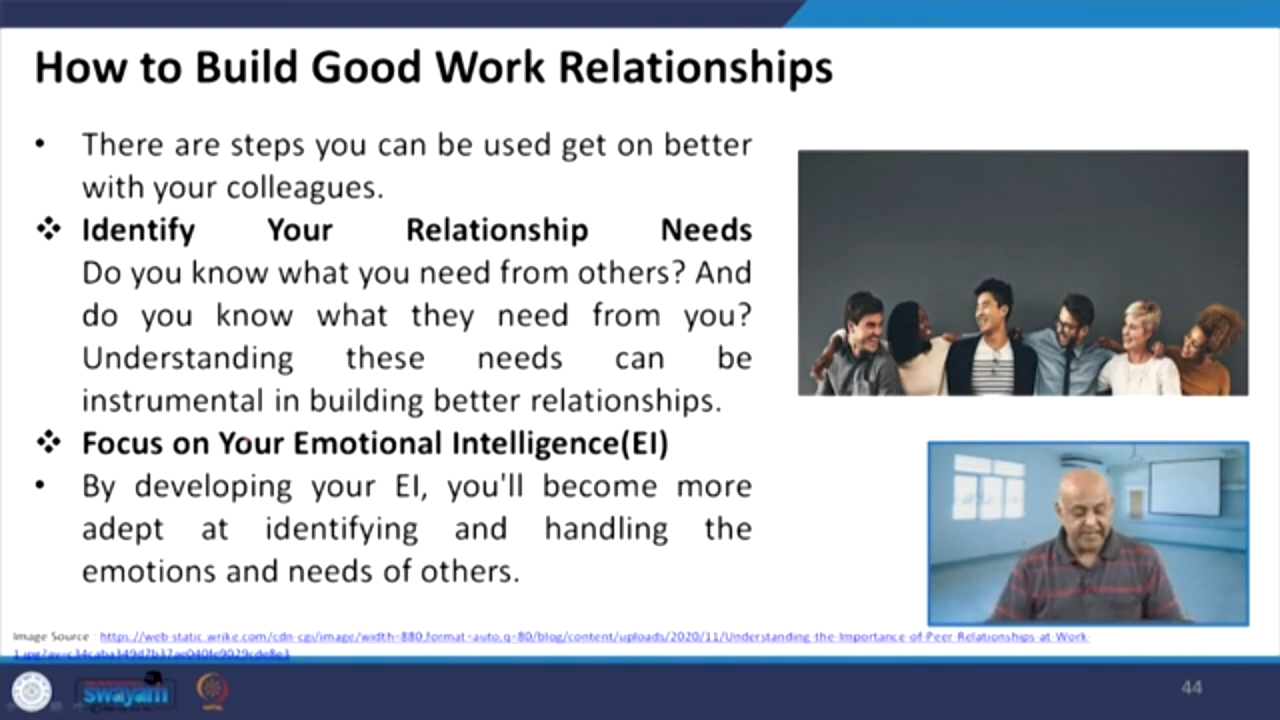 How to Build Good Work Relationships
• There are steps you can be used get on better
with your colleagues.
❖ Identify Your Relationship Needs
Do you know what you need from others? And
do you know what they need from you?
Understanding these needs can be
instrumental in building better relationships.
❖ Focus on Your Emotional Intelligence(EI)
• By developing your EI, you'll become more
adept at identifying and handling the
emotions and needs of others.
Image Source : https://web-static.wrike.com/cdn-cgi/image/width=880,format=auto,q=80/blog/content/uploads/2020/11/Understanding-the-Importance-of-Peer-Relationships-at-Work-
swayam
44